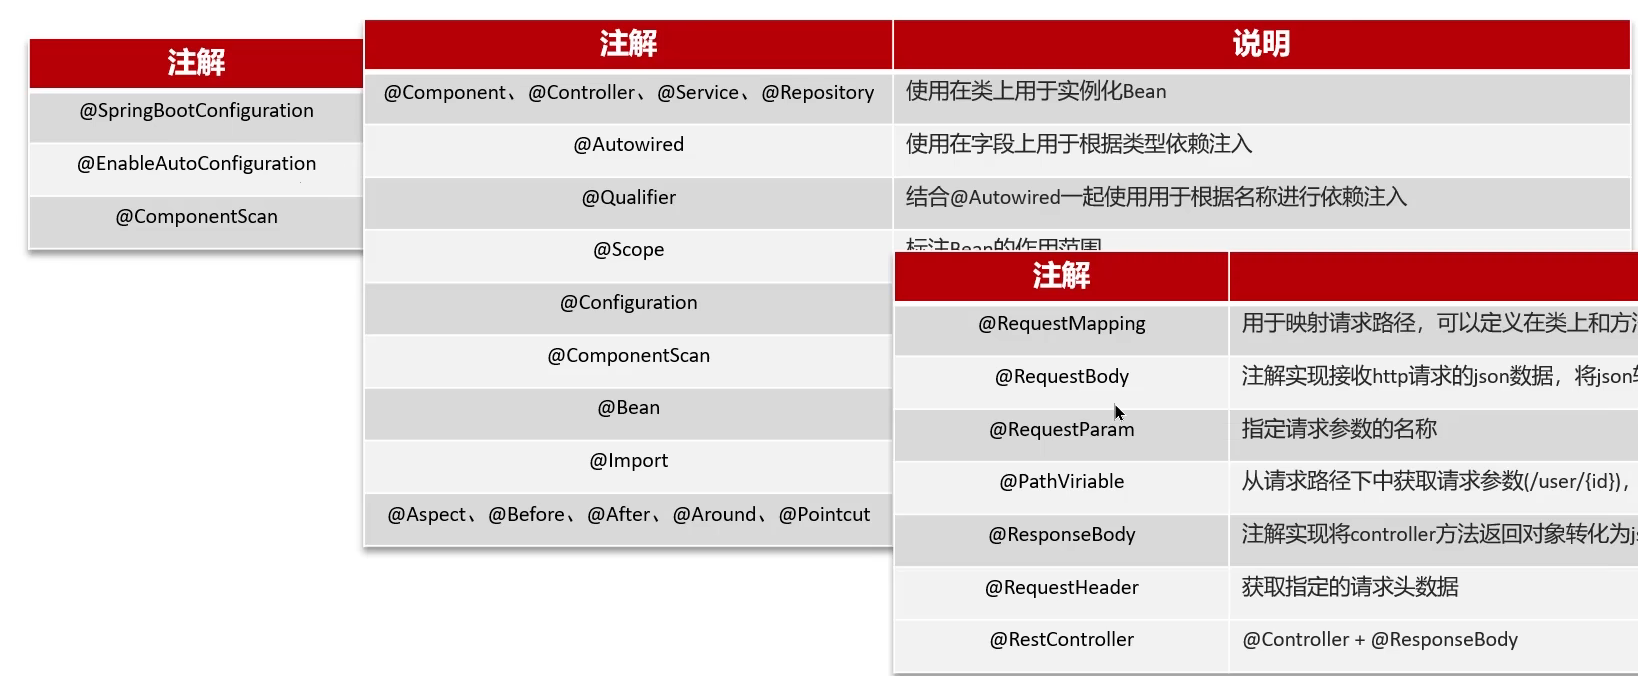 注解
@SpringBootConfiguration
@EnableAutoConfiguration
@ComponentScan
注解 说明
@Component、@Controller、@Service、@Repository 使用在类上用于实例化Bean
@Autowired 使用在字段上用于根据类型依赖注入
@Qualifier 结合@Autowired一起使用用于根据名称进行依赖注入
@Scope 标注Bean的作用范围
@Configuration
@ComponentScan
@Bean
@Import
@Aspect、@Before、@After、@Around、@Pointcut
注解
@RequestMapping 用于映射请求路径，可以定义在类上和方
@RequestBody 注解实现接收http请求的json数据，将json
@RequestParam 指定请求参数的名称
@PathViriable 从请求路径下中获取请求参数(/user/{id})，
@ResponseBody 注解实现将controller方法返回对象转化为js
@RequestHeader 获取指定的请求头数据
@RestController @Controller + @ResponseBody